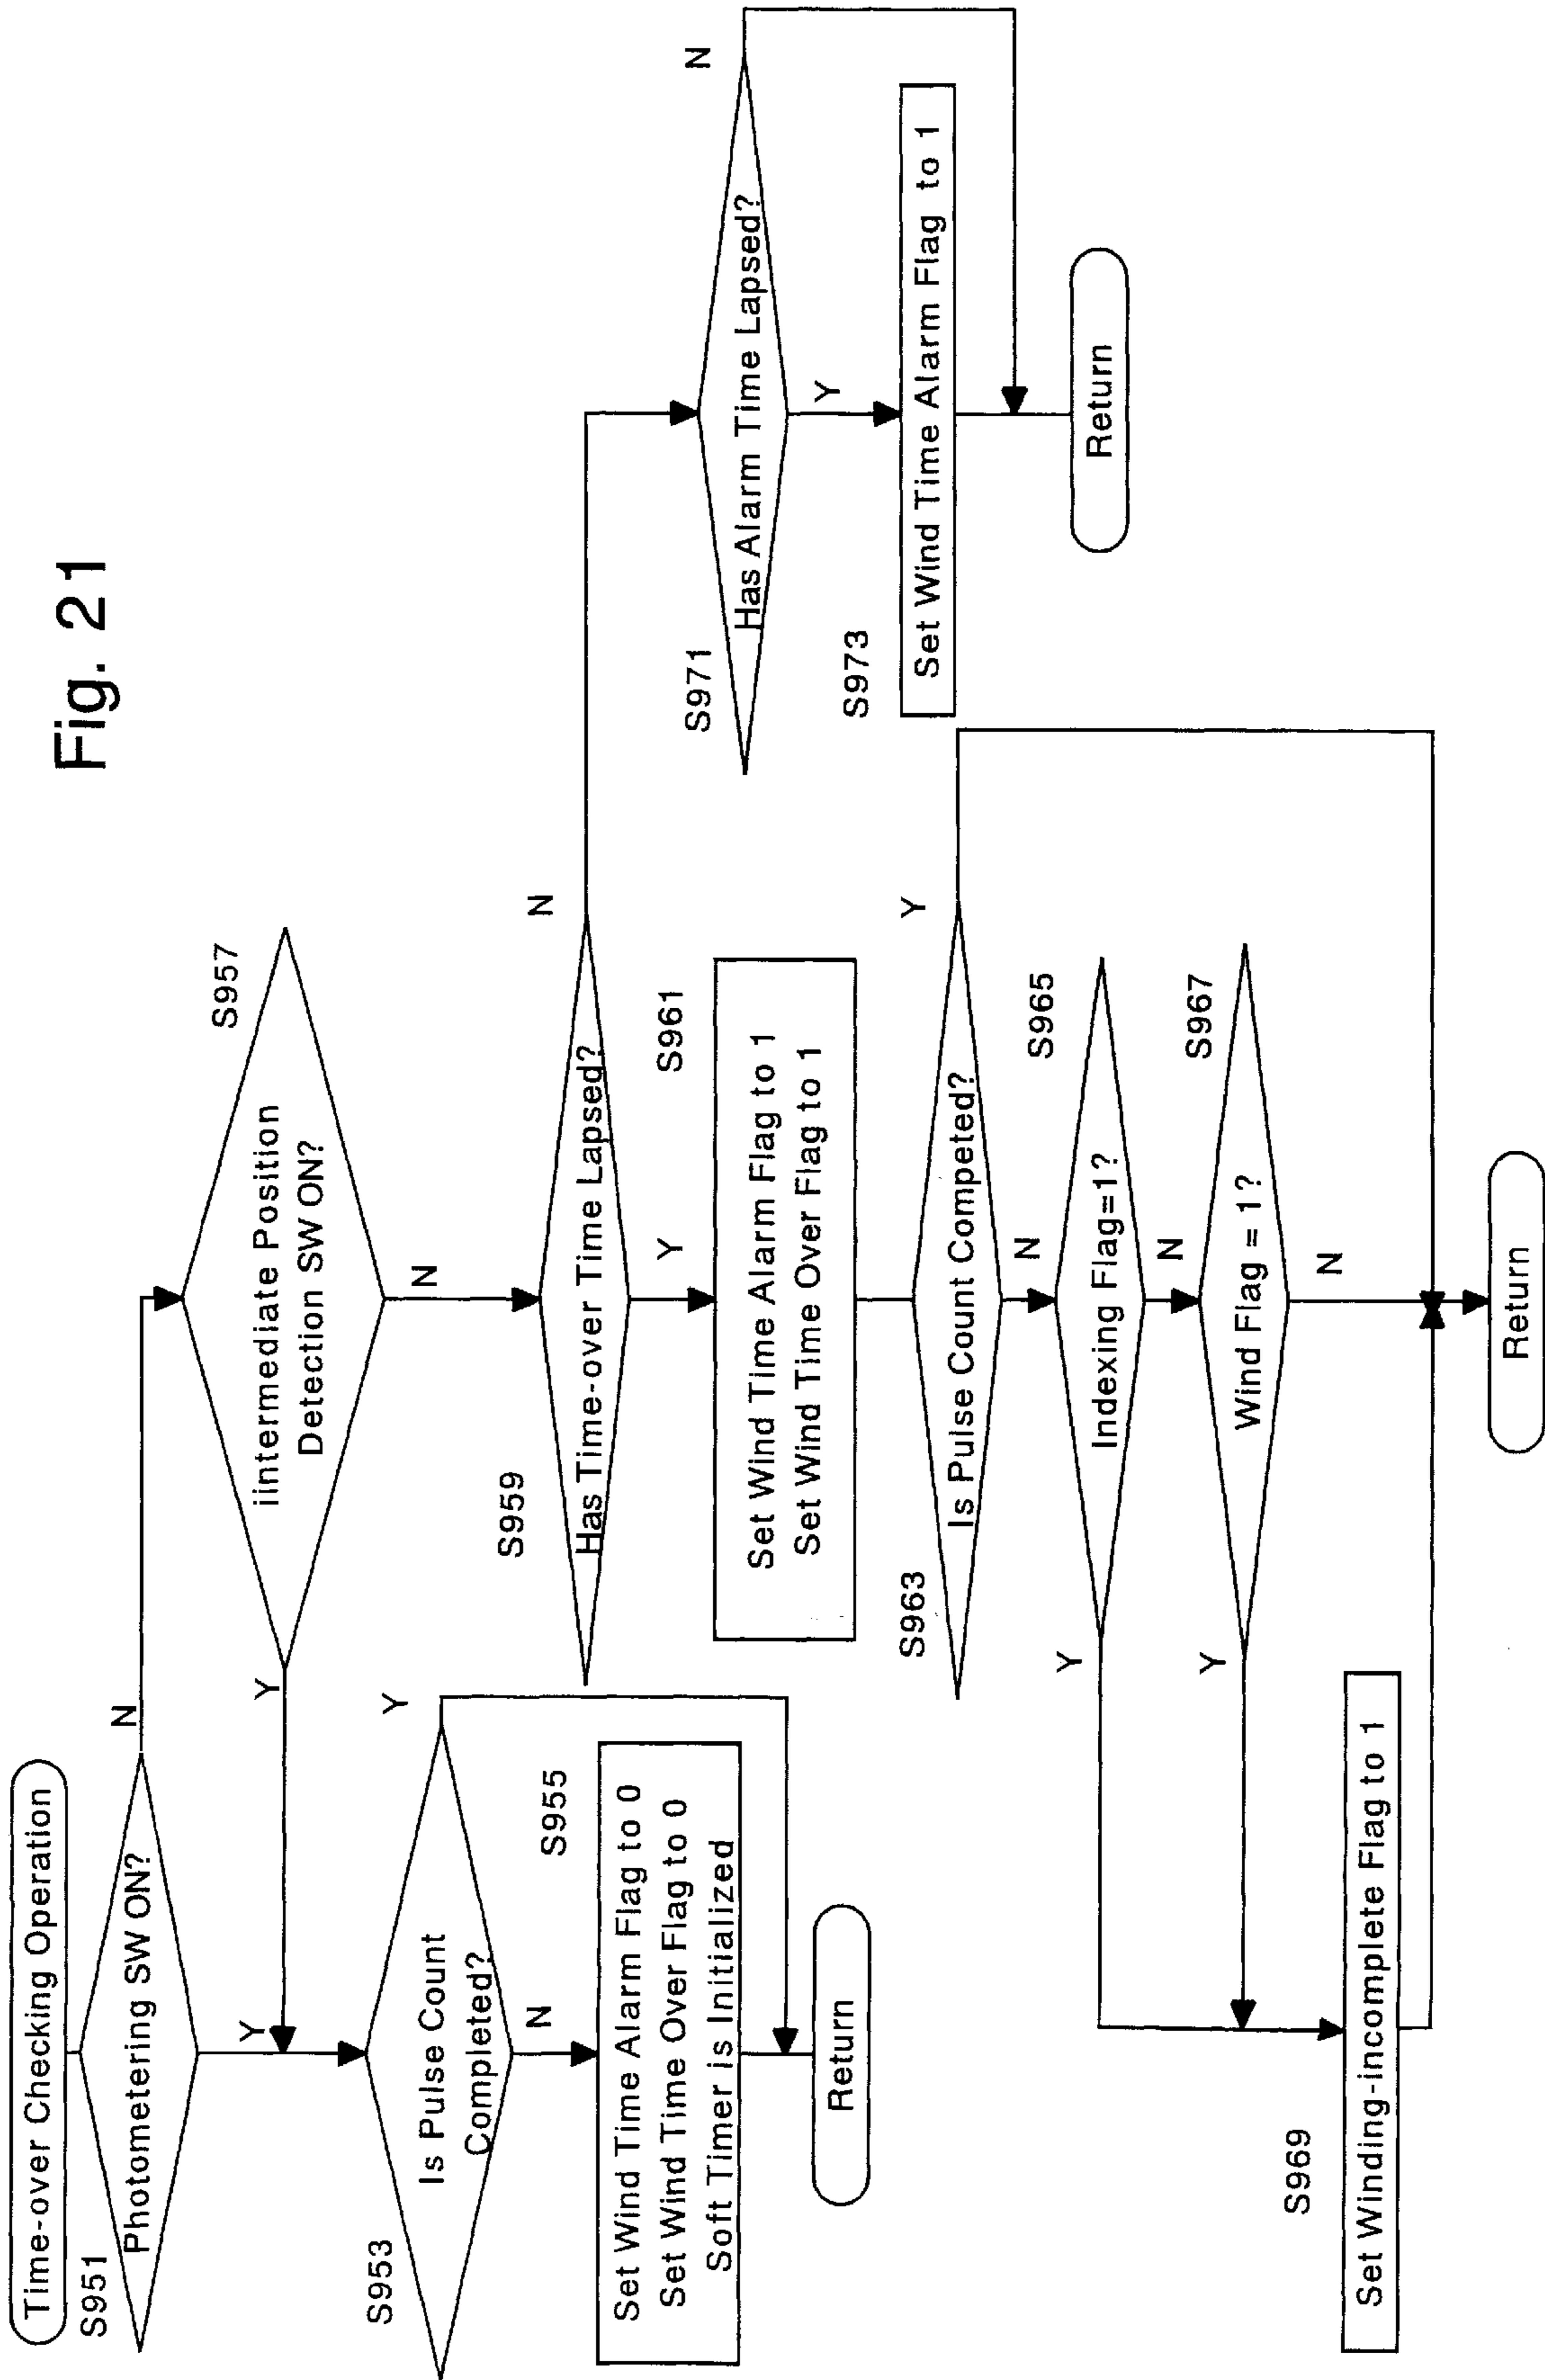 Fig. 21
Time-over Checking Operation
S951
Photometering SW ON?
N
Y
S957
iintermediate Position
Detection SW ON?
Y
N
S953
Is Pulse Count
Completed?
Y
N
S955
Set Wind Time Alarm Flag to 0
Set Wind Time Over Flag to 0
Soft Timer is Initialized
Return
S959
Has Time-over Time Lapsed?
N
Y
S961
Set Wind Time Alarm Flag to 1
Set Wind Time Over Flag to 1
S963
Is Pulse Count Competed?
Y
N
S965
Indexing Flag=1?
Y
N
S967
Wind Flag = 1?
Y
N
S969
Set Winding-incomplete Flag to 1
Return
S971
Has Alarm Time Lapsed?
N
Y
S973
Set Wind Time Alarm Flag to 1
Return